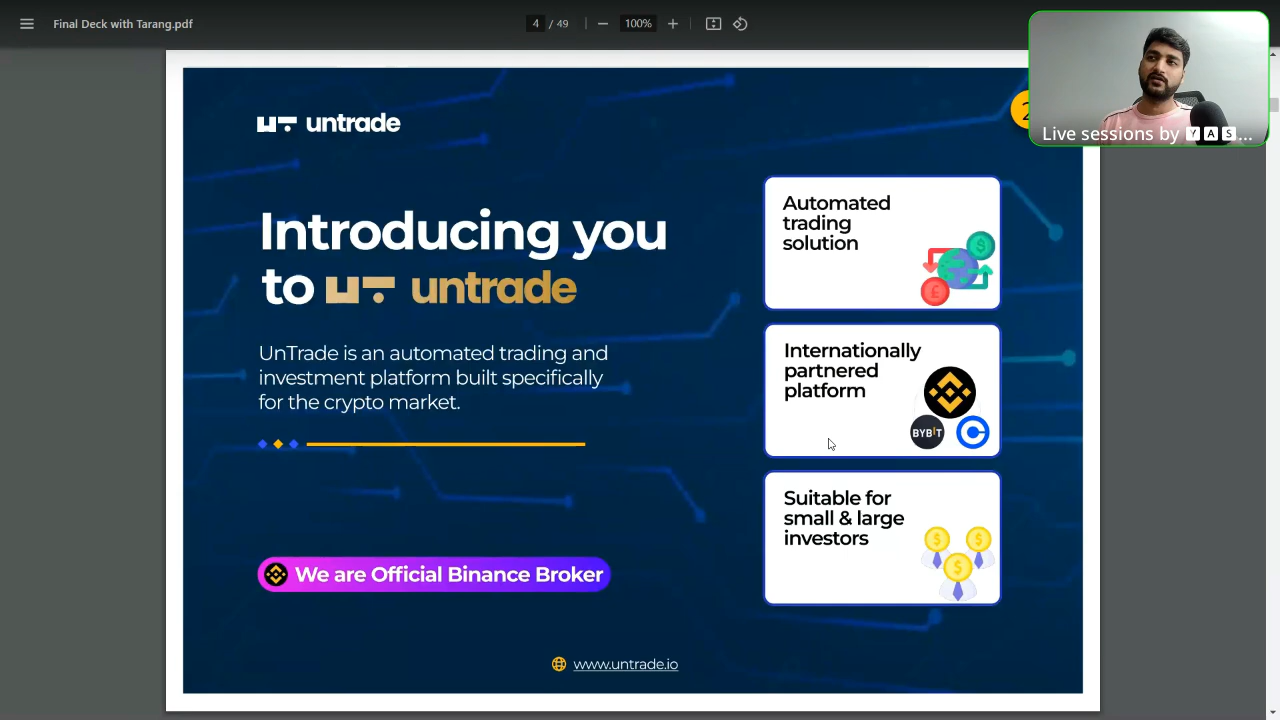 Final Deck with Tarang.pdf
4 / 49
100%
Live sessions by 🆈🅰🆂...
untrade
2
Introducing you
to untrade
UnTrade is an automated trading and
investment platform built specifically
for the crypto market.
We are Official Binance Broker
Automated
trading
solution
Internationally
partnered
platform
BYBIT
Suitable for
small & large
investors
www.untrade.io